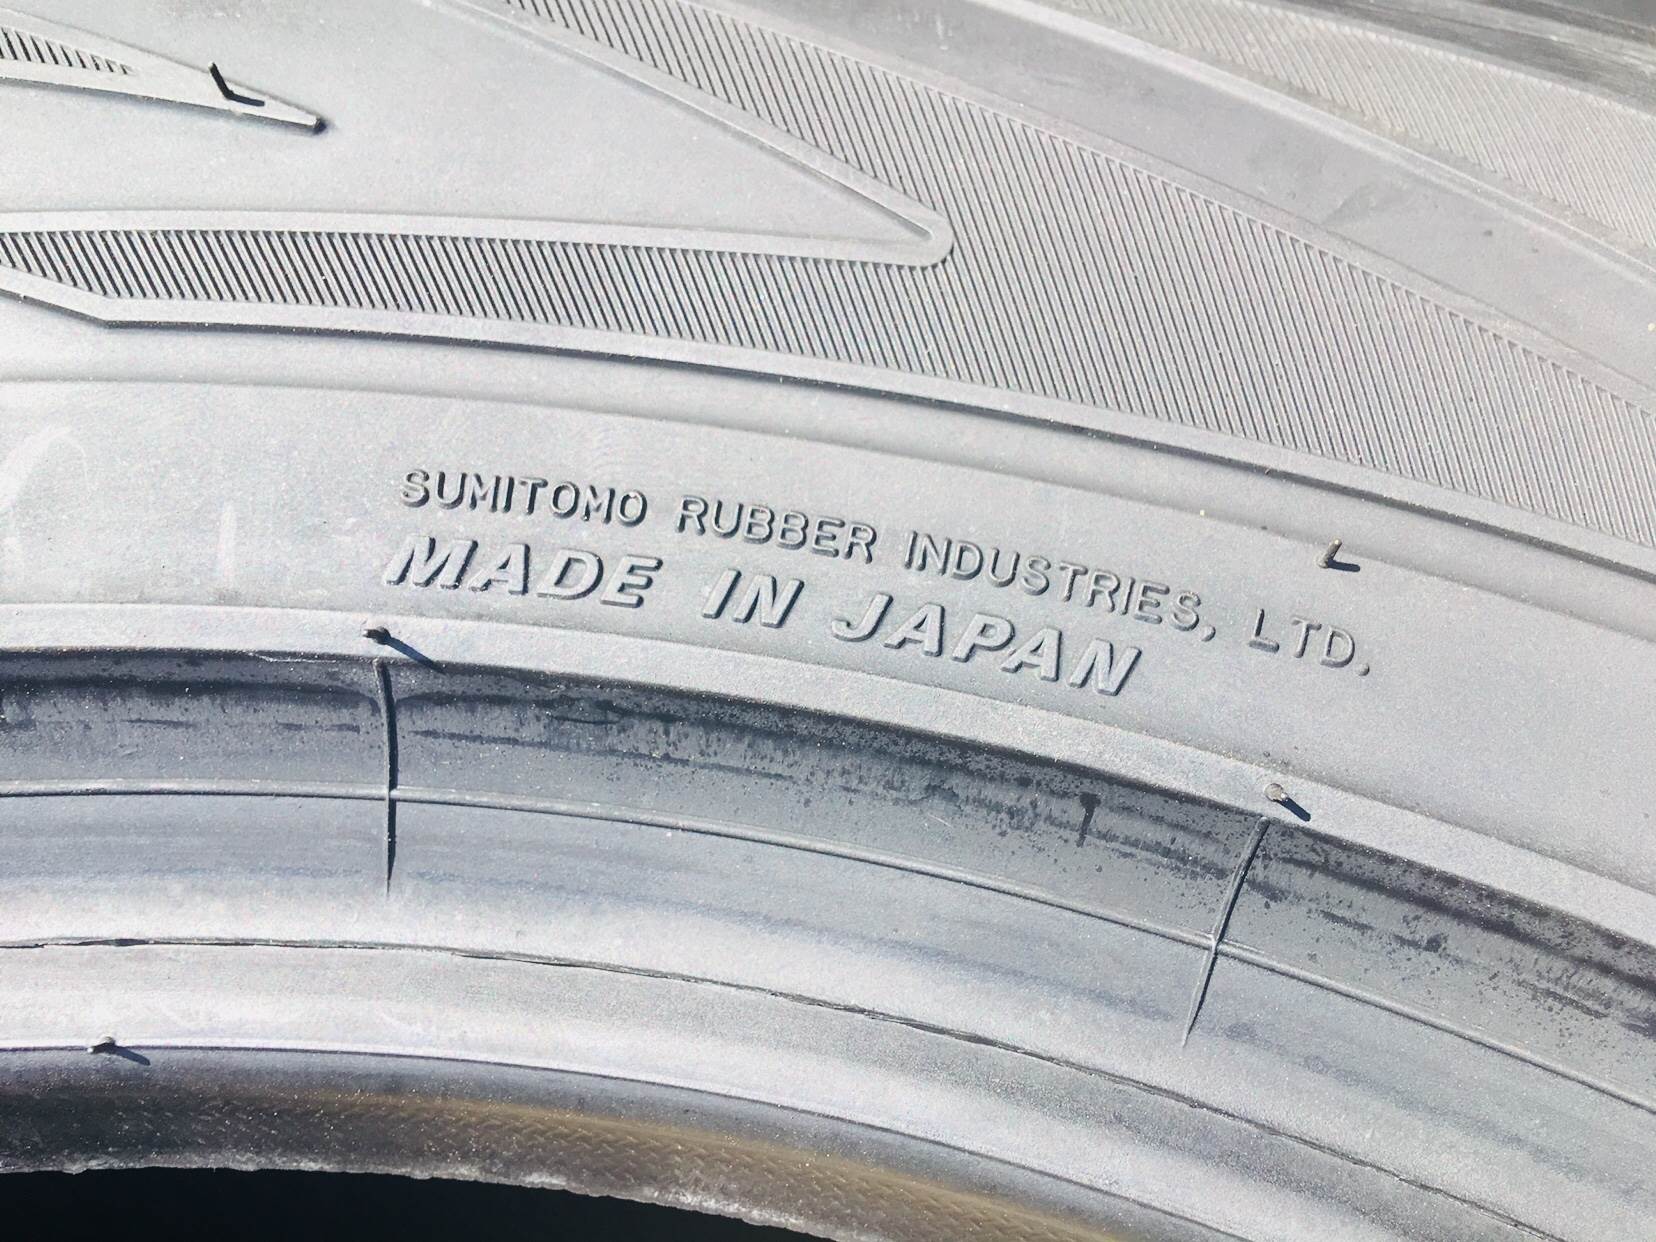 SUMITOMO RUBBER INDUSTRIES, LTD.
MADE IN JAPAN